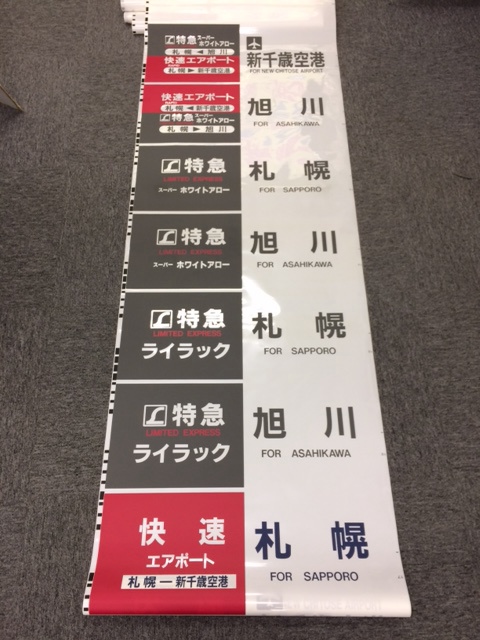 特急 スーパー ホワイトアロー
札幌 ◀ 旭川
快速エアポート
札幌 ▶ 新千歳空港
新千歳空港
FOR NEW-CHITOSE AIRPORT
快速エアポート
札幌 ◀ 新千歳空港
特急 スーパー ホワイトアロー
札幌 ▶ 旭川
旭川
FOR ASAHIKAWA
特急
LIMITED EXPRESS
スーパー ホワイトアロー
札幌
FOR SAPPORO
特急
LIMITED EXPRESS
スーパー ホワイトアロー
旭川
FOR ASAHIKAWA
特急
LIMITED EXPRESS
ライラック
札幌
FOR SAPPORO
特急
LIMITED EXPRESS
ライラック
旭川
FOR ASAHIKAWA
快速
エアポート
札幌ー新千歳空港
札幌
FOR SAPPORO